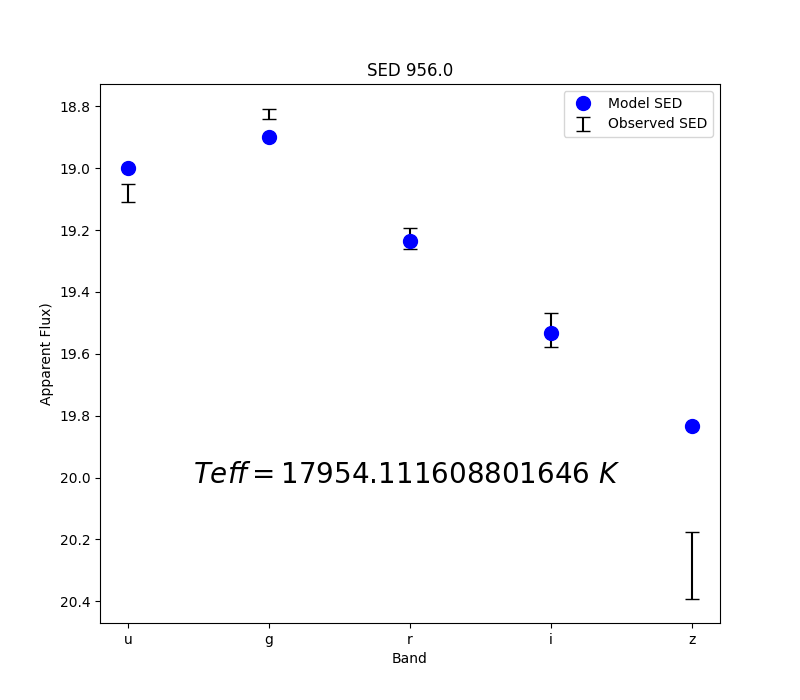 SED 956.0
Model SED
Observed SED
18.8
19.0
19.2
19.4
19.6
19.8
20.0
20.2
20.4
Apparent Flux)
Teff = 17954.111608801646 K
u g r i z
Band